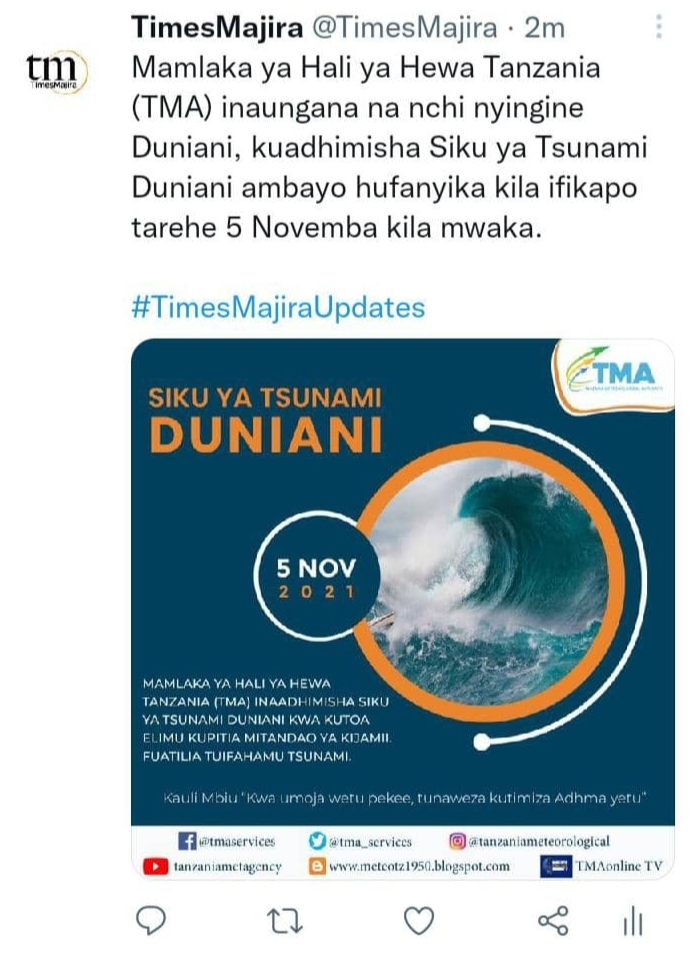 TimesMajira @TimesMajira · 2m
tm
TimesMajira
Mamlaka ya Hali ya Hewa Tanzania
(TMA) inaungana na nchi nyingine
Duniani, kuadhimisha Siku ya Tsunami
Duniani ambayo hufanyika kila ifikapo
tarehe 5 Novemba kila mwaka.
#TimesMajiraUpdates
TMA
SIKU YA TSUNAMI
DUNIANI
5 NOV
2021
MAMLAKA YA HALI YA HEWA
TANZANIA (TMA) INAADHIMISHA SIKU
YA TSUNAMI DUNIANI KWA KUTOA
ELIMU KUPITIA MITANDAO YA KIJAMII.
FUATILIA TUIFAHAMU TSUNAMI.
Kauli Mbiu "Kwa umoja wetu pekee, tunaweza kutimiza Adhma yetu"
@tmaservices @tma_services @tanzaniameteorological
tanzaniametagency www.meteotz1950.blogspot.com TMAonline TV